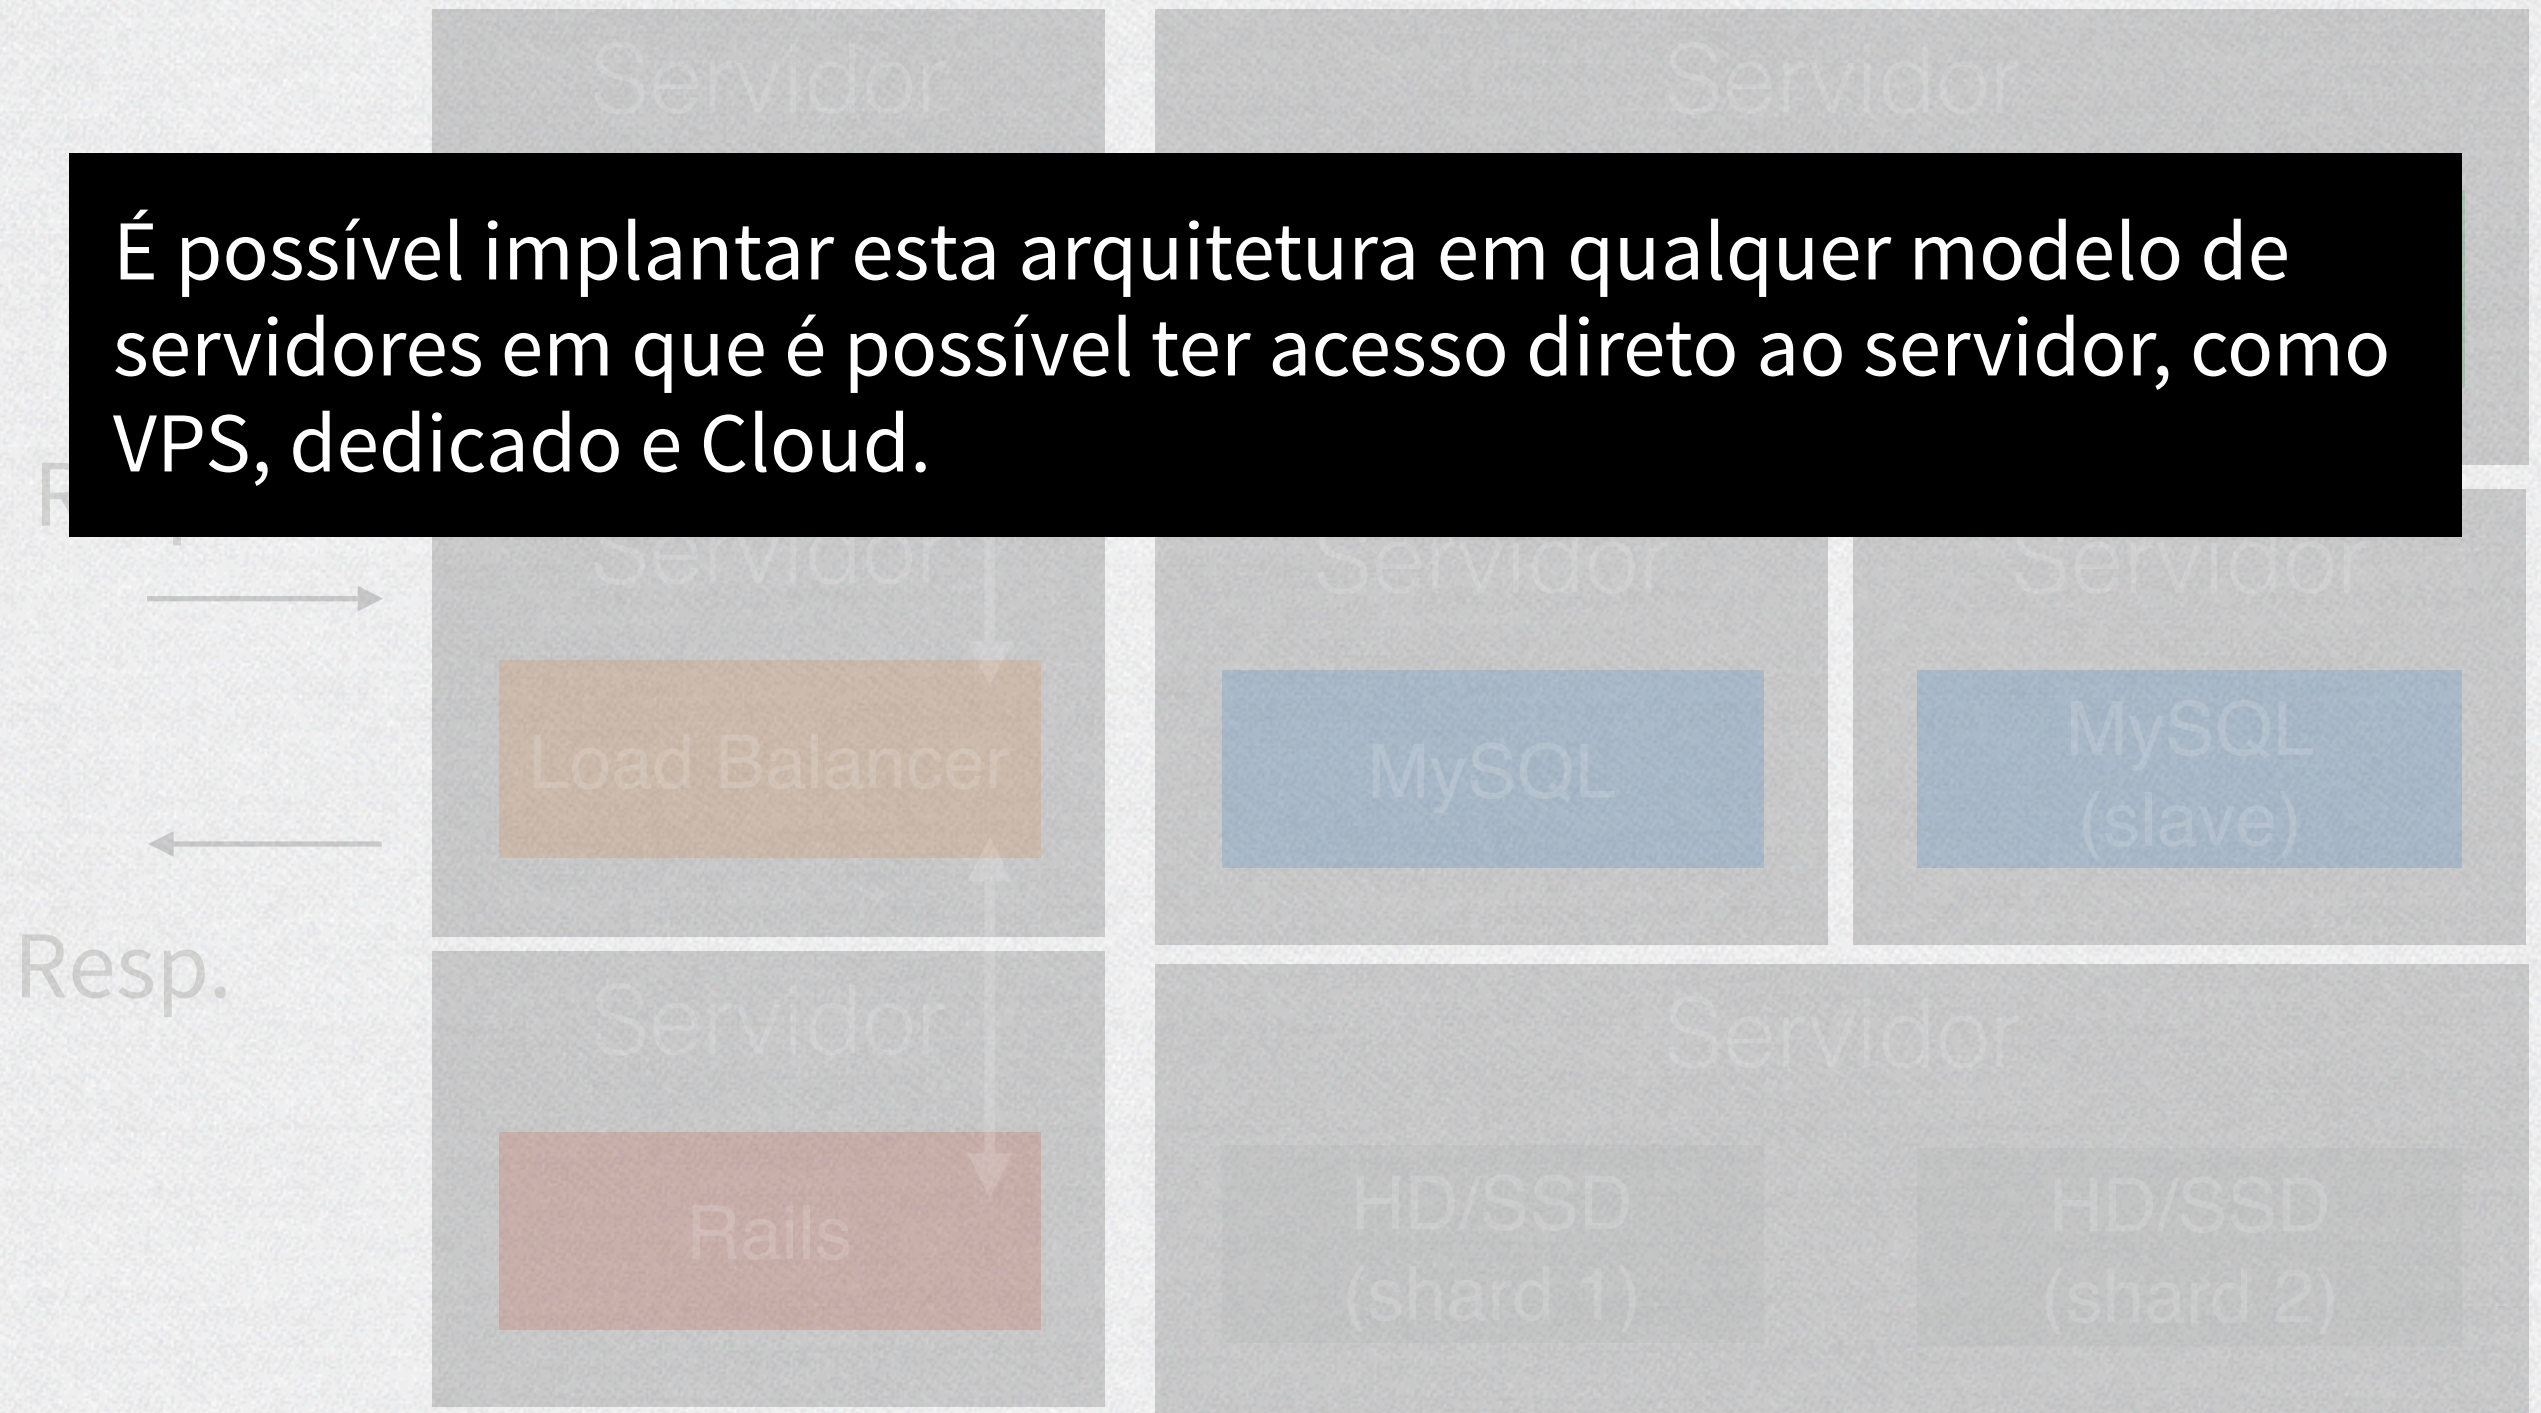 Servidor
Servidor
É possível implantar esta arquitetura em qualquer modelo de
servidores em que é possível ter acesso direto ao servidor, como
VPS, dedicado e Cloud.
Servidor
Servidor
Servidor
Load Balancer
MySQL
MySQL
(slave)
Resp.
Servidor
Servidor
Rails
HD/SSD
(shard 1)
HD/SSD
(shard 2)